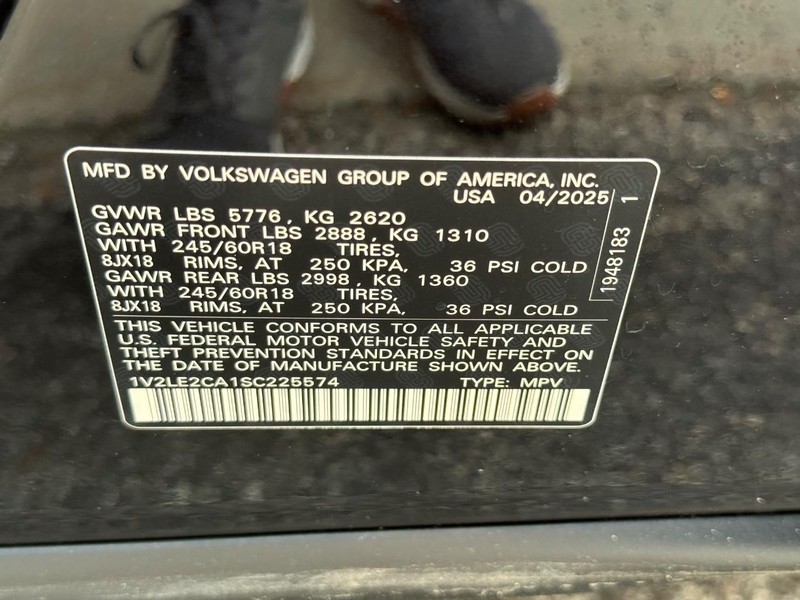 MFD BY VOLKSWAGEN GROUP OF AMERICA, INC.
USA 04/2025
GVWR LBS 5776, KG 2620
GAWR FRONT LBS 2888, KG 1310
WITH 245/60R18 TIRES,
8JX18 RIMS, AT 250 KPA, 36 PSI COLD
GAWR REAR LBS 2998, KG 1360
WITH 245/60R18 TIRES,
8JX18 RIMS, AT 250 KPA, 36 PSI COLD
1948183 1
THIS VEHICLE CONFORMS TO ALL APPLICABLE
U.S. FEDERAL MOTOR VEHICLE SAFETY AND
THEFT PREVENTION STANDARDS IN EFFECT ON
THE DATE OF MANUFACTURE SHOWN ABOVE.
1V2LE2CA1SC225574 TYPE: MPV